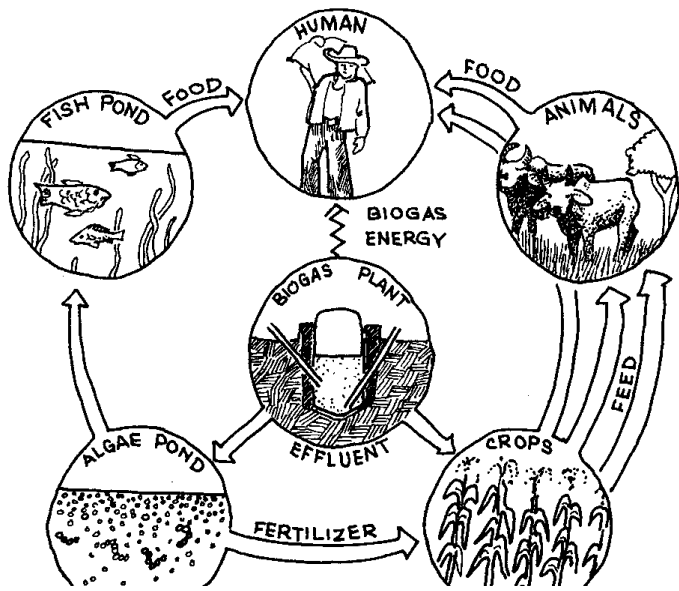 HUMAN
FOOD
FISH POND
FOOD
ANIMALS
BIOGAS
ENERGY
BIOGAS PLANT
FEED
EFFLUENT
ALGAE POND
CROPS
FERTILIZER